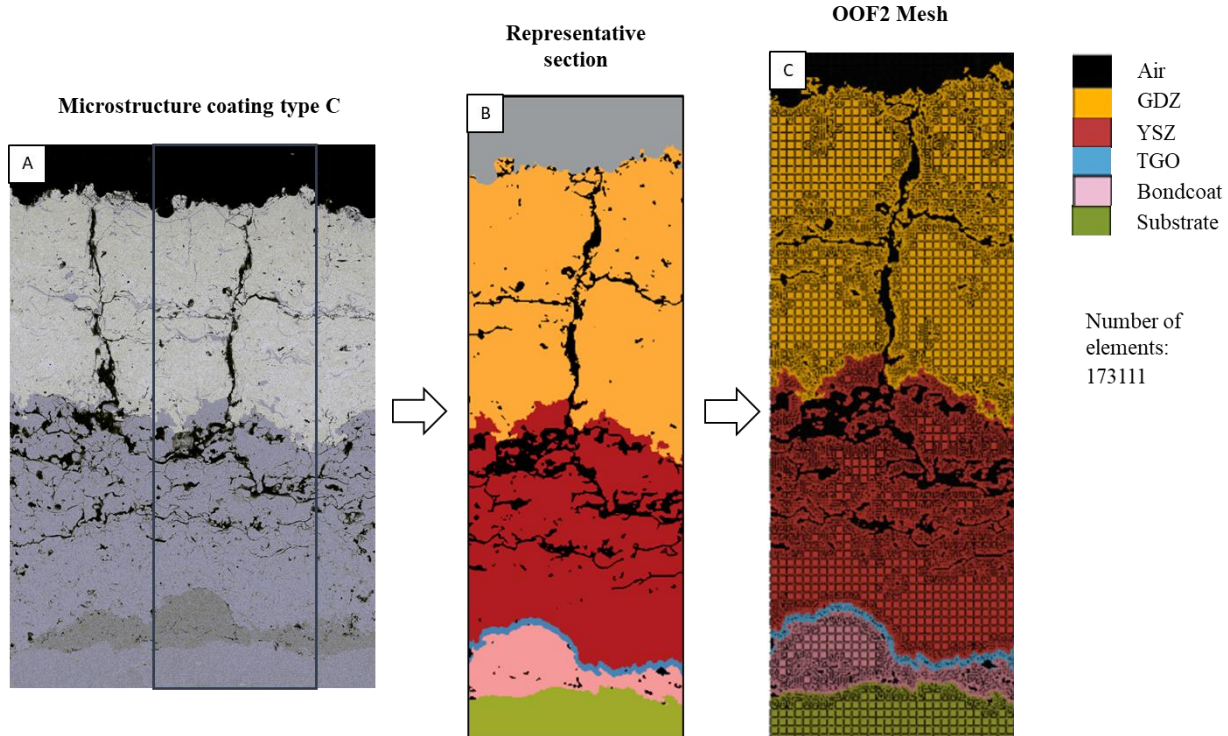 Microstructure coating type C
A
Representative
section
B
OOF2 Mesh
C
Air
GDZ
YSZ
TGO
Bondcoat
Substrate
Number of
elements:
173111